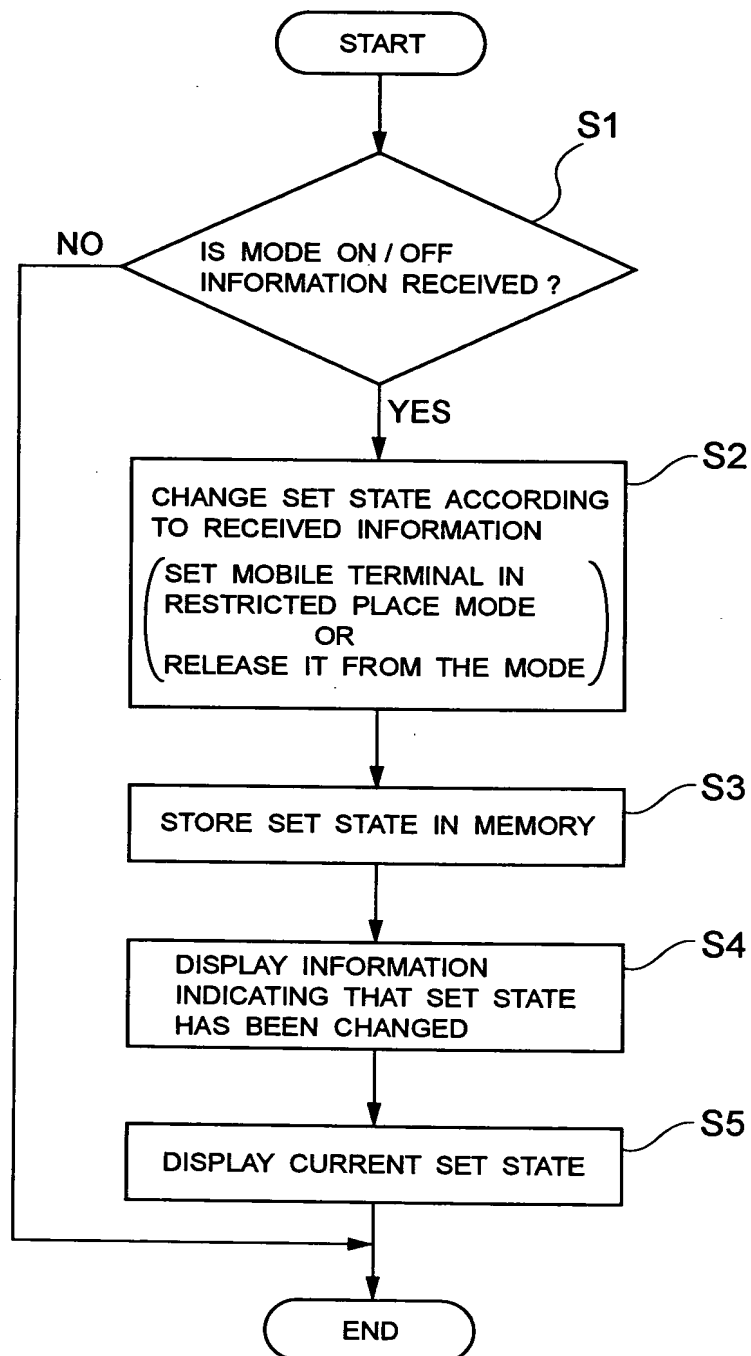 START
S1
NO
IS MODE ON / OFF
INFORMATION RECEIVED ?
YES
S2
CHANGE SET STATE ACCORDING
TO RECEIVED INFORMATION
SET MOBILE TERMINAL IN
RESTRICTED PLACE MODE
OR
RELEASE IT FROM THE MODE
S3
STORE SET STATE IN MEMORY
S4
DISPLAY INFORMATION
INDICATING THAT SET STATE
HAS BEEN CHANGED
S5
DISPLAY CURRENT SET STATE
END